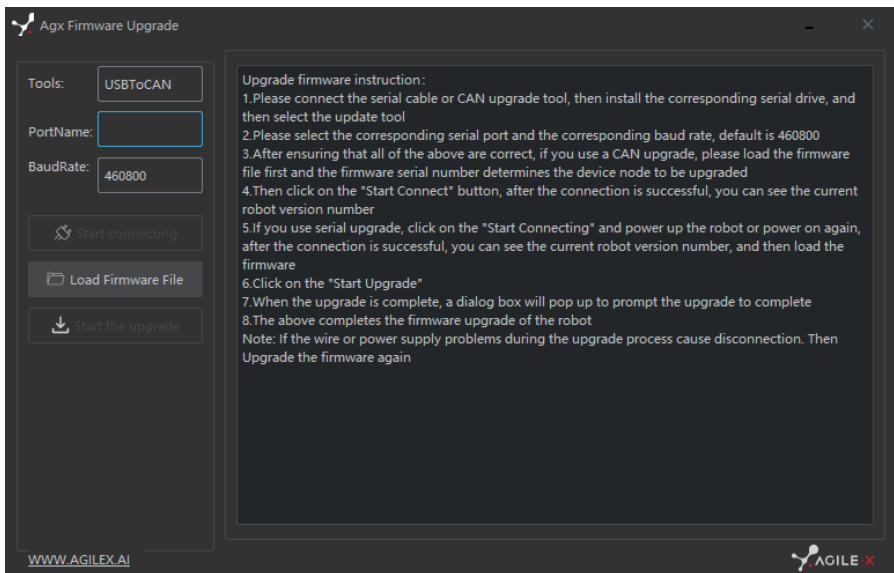 Agx Firmware Upgrade
Tools:
USBToCAN
PortName:
BaudRate:
460800
Start connecting
Load Firmware File
Start the upgrade
Upgrade firmware instruction:
1.Please connect the serial cable or CAN upgrade tool, then install the corresponding serial drive, and
then select the update tool
2.Please select the corresponding serial port and the corresponding baud rate, default is 460800
3.After ensuring that all of the above are correct, if you use a CAN upgrade, please load the firmware
file first and the firmware serial number determines the device node to be upgraded
4.Then click on the "Start Connect" button, after the connection is successful, you can see the current
robot version number
5.If you use serial upgrade, click on the "Start Connecting" and power up the robot or power on again,
after the connection is successful, you can see the current robot version number, and then load the
firmware
6.Click on the "Start Upgrade"
7.When the upgrade is complete, a dialog box will pop up to prompt the upgrade to complete
8.The above completes the firmware upgrade of the robot
Note: If the wire or power supply problems during the upgrade process cause disconnection. Then
Upgrade the firmware again
WWW.AGILEX.AI
AGILE X